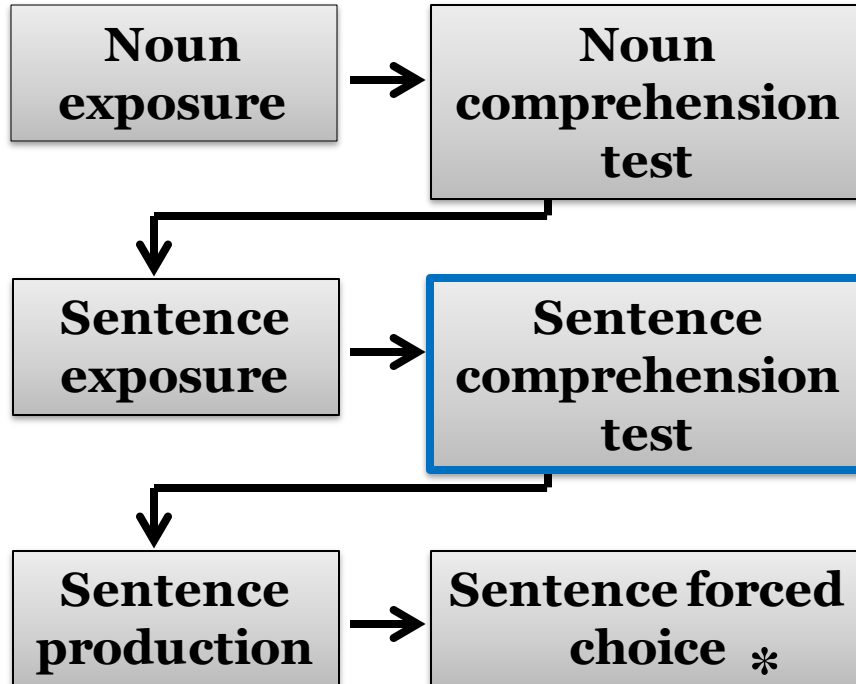 Noun
exposure
Noun
comprehension
test
Sentence
exposure
Sentence
comprehension
test
Sentence
production
Sentence forced
choice *